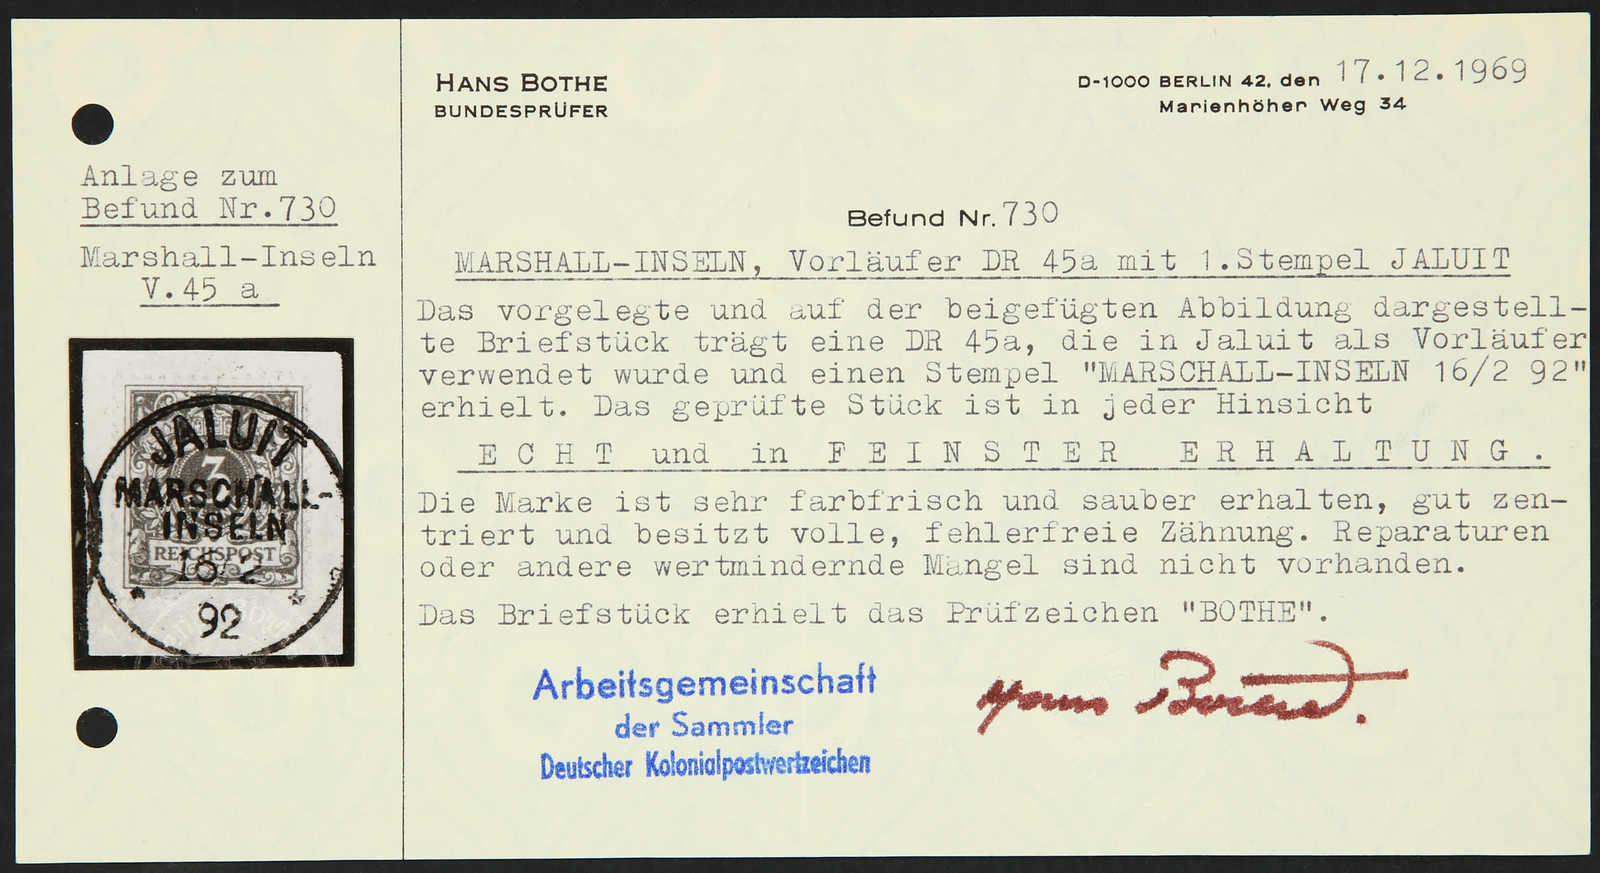 Anlage zum
Befund Nr.730
Marshall-Inseln
V.45 a
JALUIT
MARSCHALL-
INSELN
REICHSPOST
16/2
92
HANS BOTHE
BUNDESPRÜFER
D-1000 BERLIN 42, den 17.12.1969
Marienhöher Weg 34
Befund Nr. 730
MARSHALL-INSELN, Vorläufer DR 45a mit 1.Stempel JALUIT
Das vorgelegte und auf der beigefügten Abbildung dargestell-
te Briefstück trägt eine DR 45a, die in Jaluit als Vorläufer
verwendet wurde und einen Stempel "MARSCHALL-INSELN 16/2 92"
erhielt. Das geprüfte Stück ist in jeder Hinsicht
E C H T und in F E I N S T E R E R H A L T U N G .
Die Marke ist sehr farbfrisch und sauber erhalten, gut zen-
triert und besitzt volle, fehlerfreie Zähnung. Reparaturen
oder andere wertmindernde Mängel sind nicht vorhanden.
Das Briefstück erhielt das Prüfzeichen "BOTHE".
Arbeitsgemeinschaft
der Sammler
Deutscher Kolonialpostwertzeichen
Hans Bothe.